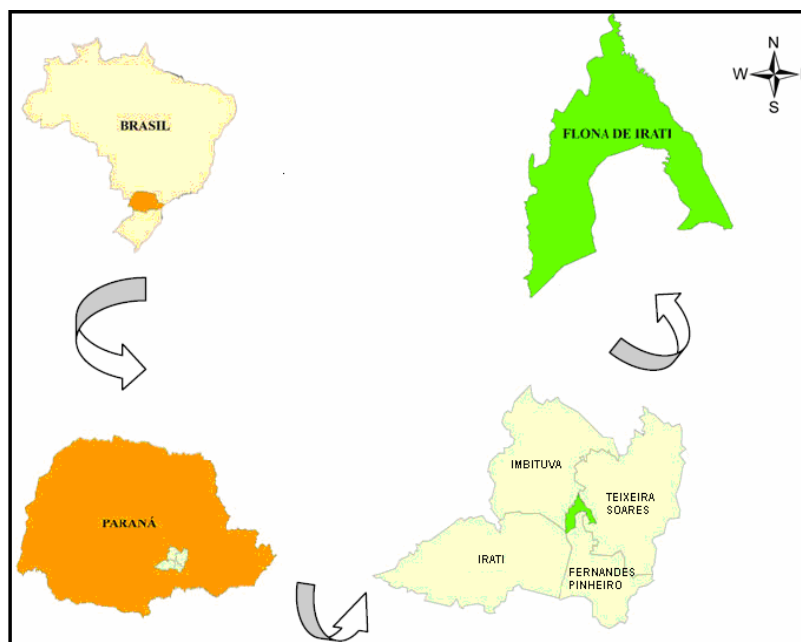 BRASIL
FLONA DE IRATI
N
W
S
PARANÁ
IMBITUVA
TEIXEIRA
SOARES
IRATI
FERNANDES
PINHEIRO